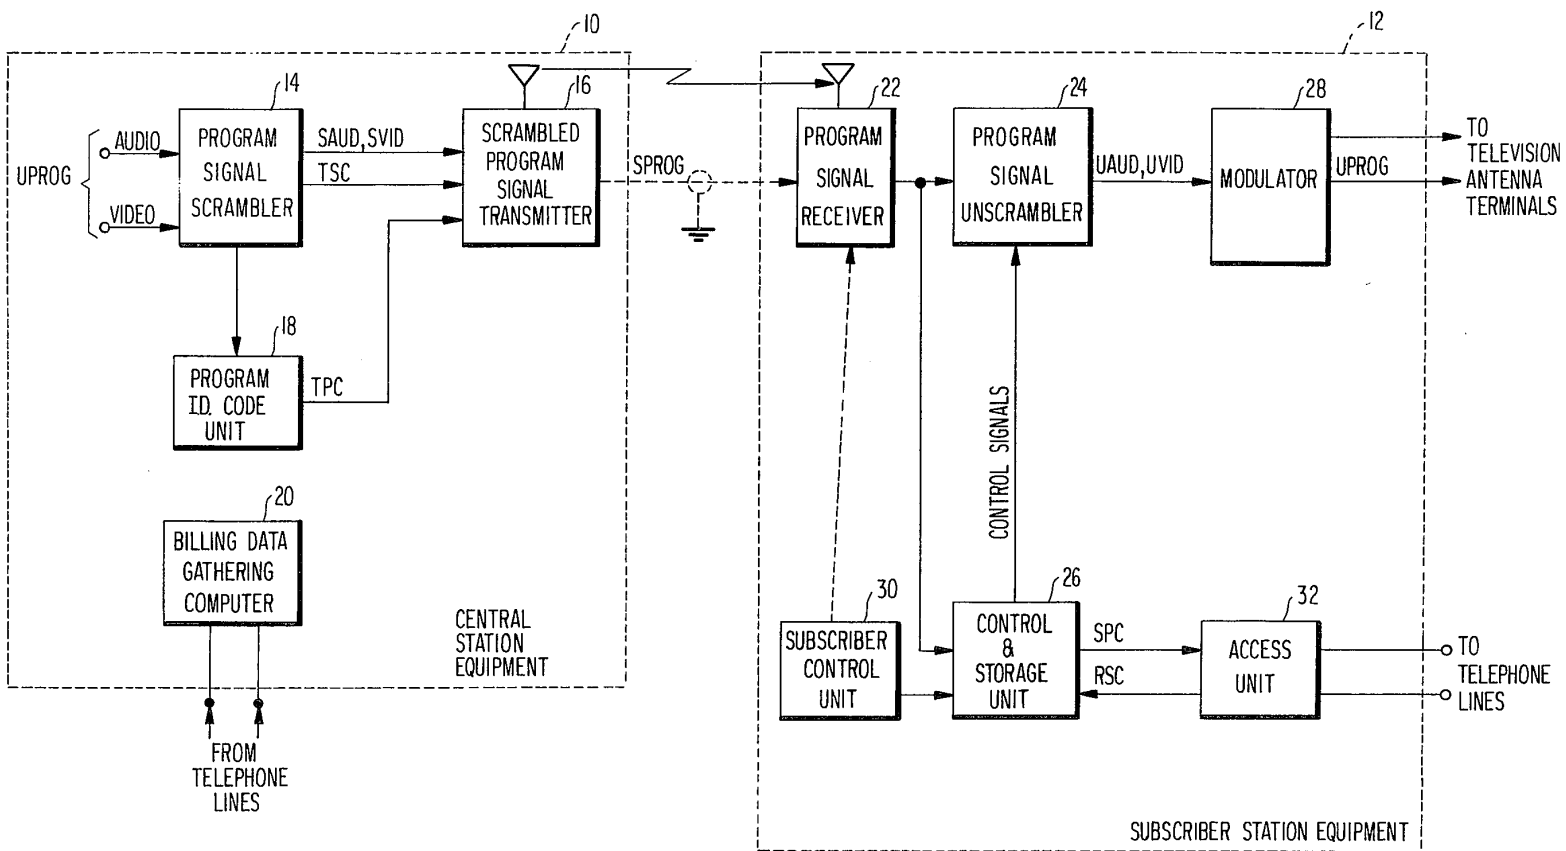 10
12
14
16
22
24
28
PROGRAM
SIGNAL
SCRAMBLER
SCRAMBLED
PROGRAM
SIGNAL
TRANSMITTER
PROGRAM
SIGNAL
RECEIVER
PROGRAM
SIGNAL
UNSCRAMBLER
MODULATOR
UPROG
AUDIO
VIDEO
SAUD,SVID
TSC
SPROG
UAUD,UVID
UPROG
TO
TELEVISION
ANTENNA
TERMINALS
18
PROGRAM
I.D. CODE
UNIT
TPC
CONTROL SIGNALS
20
BILLING DATA
GATHERING
COMPUTER
CENTRAL
STATION
EQUIPMENT
FROM
TELEPHONE
LINES
30
SUBSCRIBER
CONTROL
UNIT
26
CONTROL
&
STORAGE
UNIT
SPC
RSC
32
ACCESS
UNIT
TO
TELEPHONE
LINES
SUBSCRIBER STATION EQUIPMENT